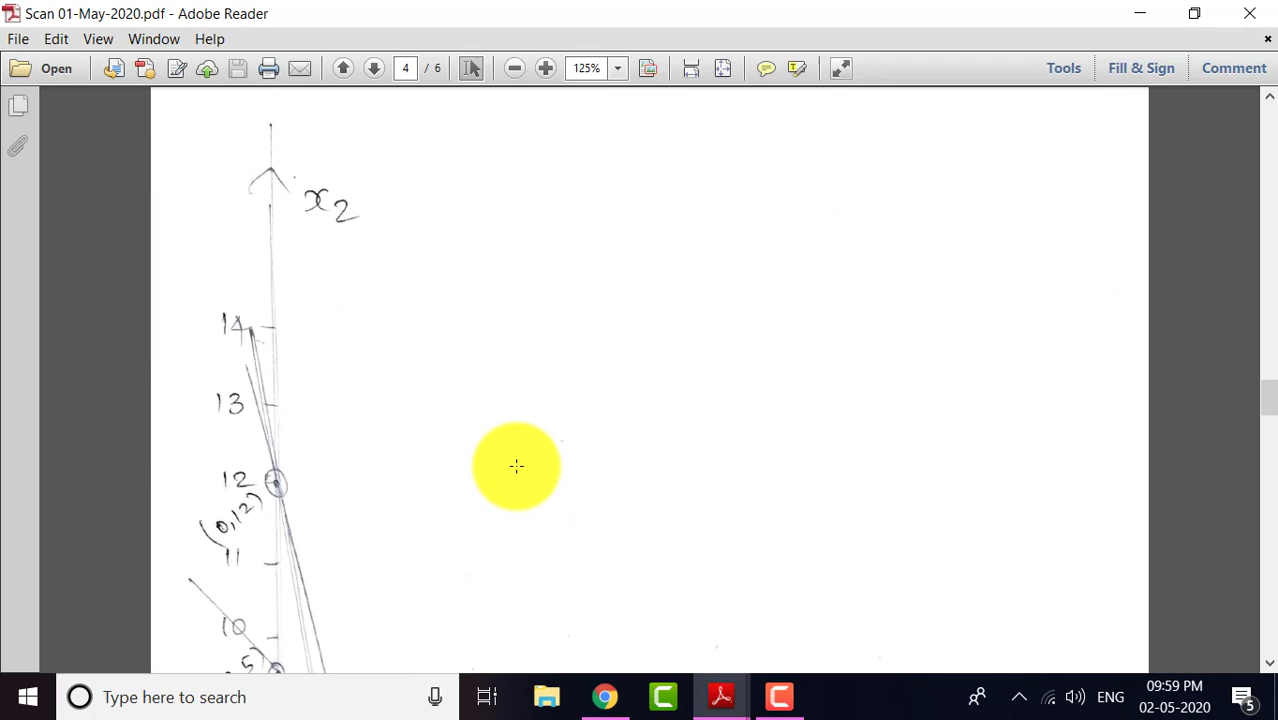 Scan 01-May-2020.pdf - Adobe Reader
File Edit View Window Help
Open 4 / 6 125% Tools Fill & Sign Comment
x2
14
13
12
(0,12)
11
10
5)
Type here to search
ENG
09:59 PM
02-05-2020
5